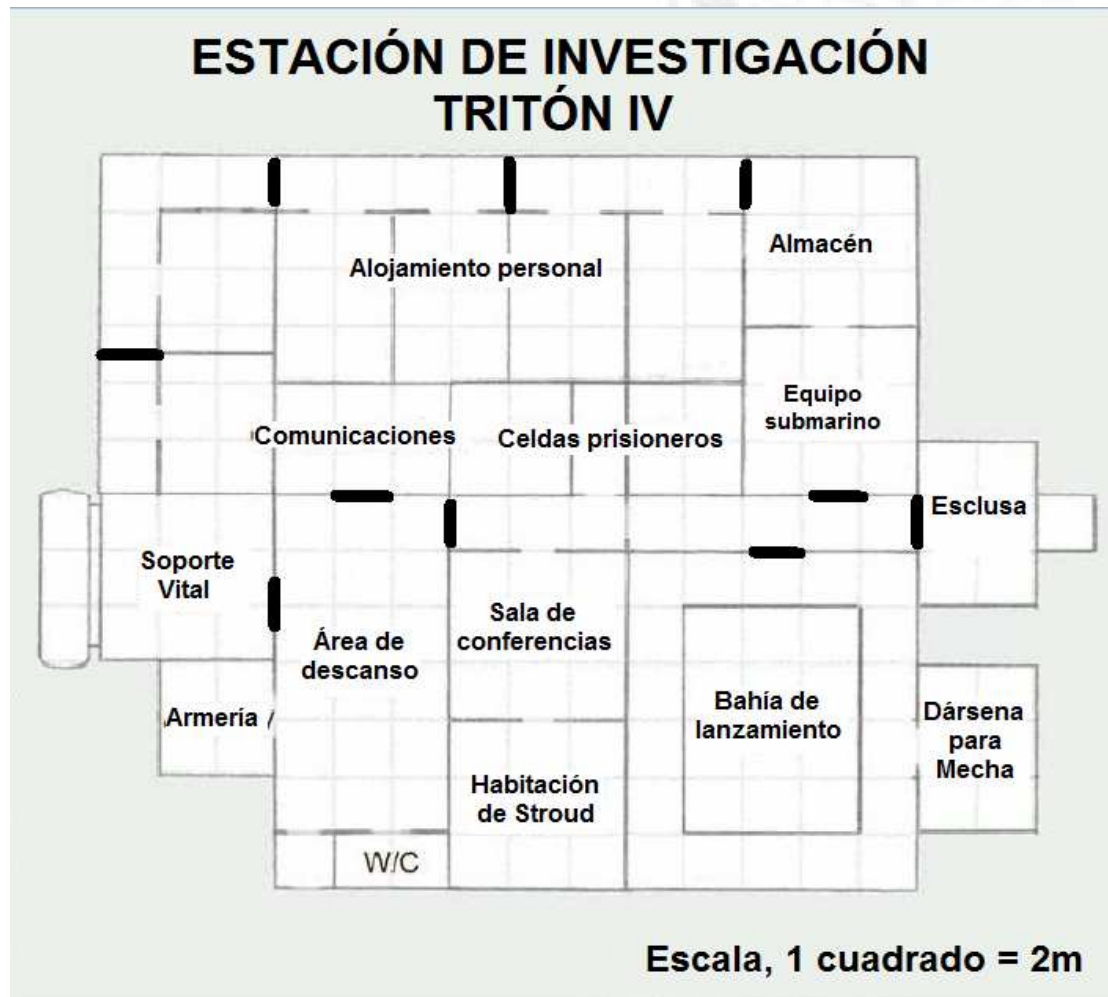 ESTACIÓN DE INVESTIGACIÓN
TRITÓN IV
Almacén
Alojamiento personal
Equipo
submarino
Comunicaciones
Celdas prisioneros
Esclusa
Soporte
Vital
Sala de
conferencias
Área de
descanso
Armería
Bahía de
lanzamiento
Dársena
para
Mecha
Habitación
de Stroud
W/C
Escala, 1 cuadrado = 2m